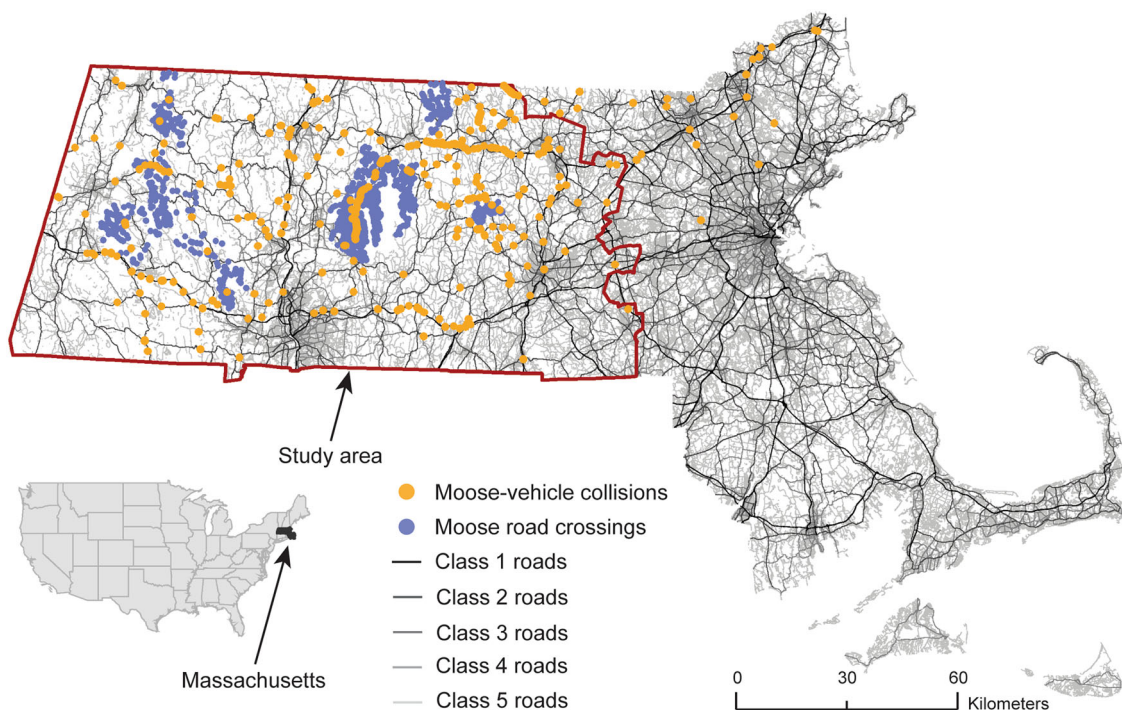 Study area
Moose-vehicle collisions
Moose road crossings
Class 1 roads
Class 2 roads
Class 3 roads
Class 4 roads
Class 5 roads
Massachusetts
0 30 60
Kilometers